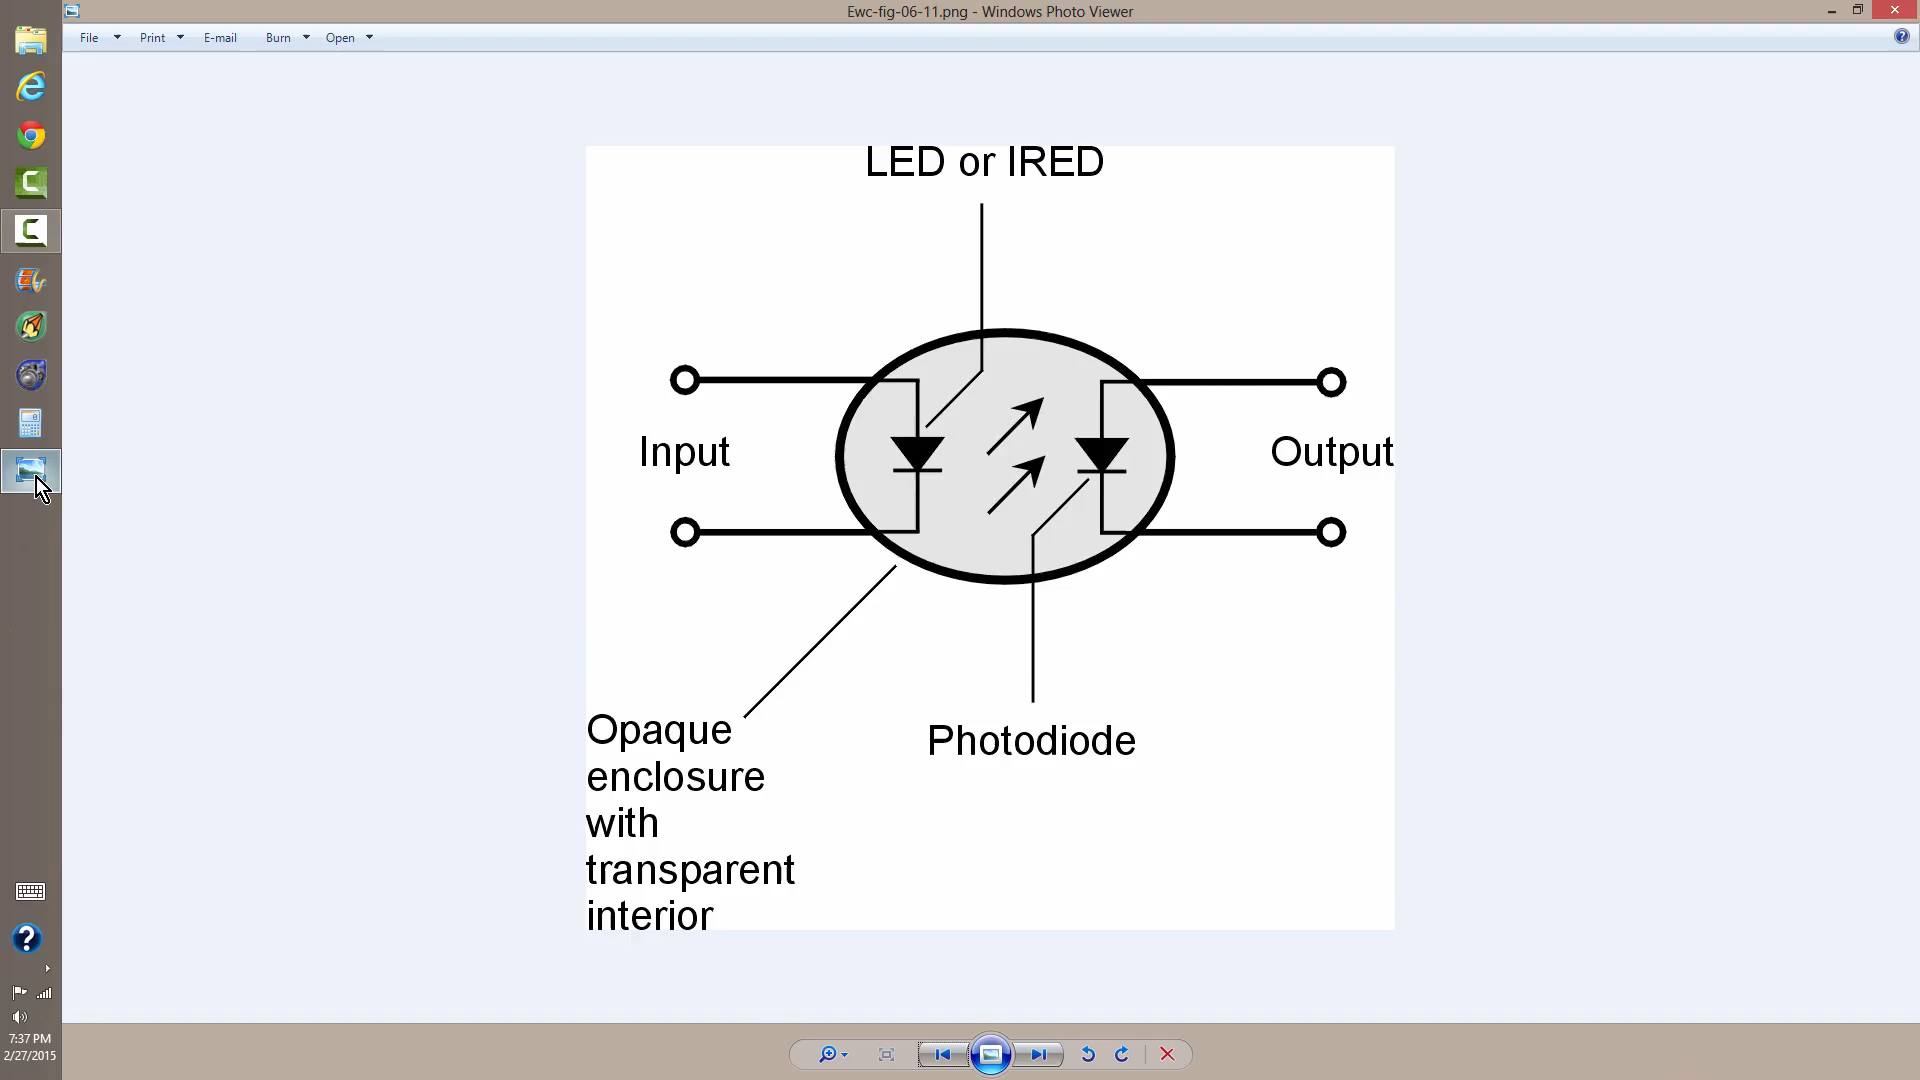 Ewc-fig-06-11.png - Windows Photo Viewer
File Print E-mail Burn Open
LED or IRED
Input
Output
Photodiode
Opaque
enclosure
with
transparent
interior
7:37 PM
2/27/2015